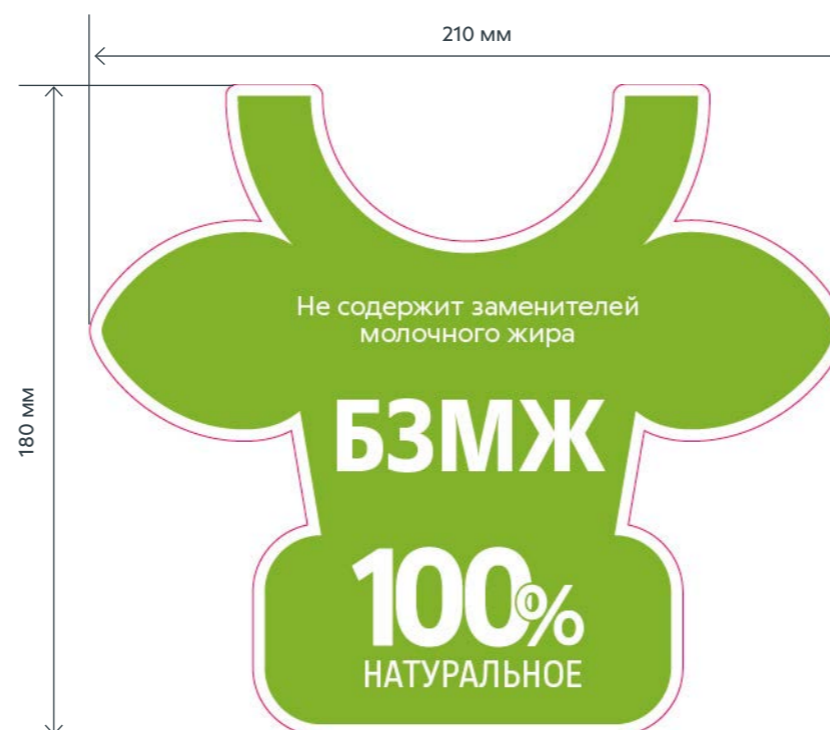 210 мм
180 мм
Не содержит заменителей
молочного жира
БЗМЖ
100%
НАТУРАЛЬНОЕ